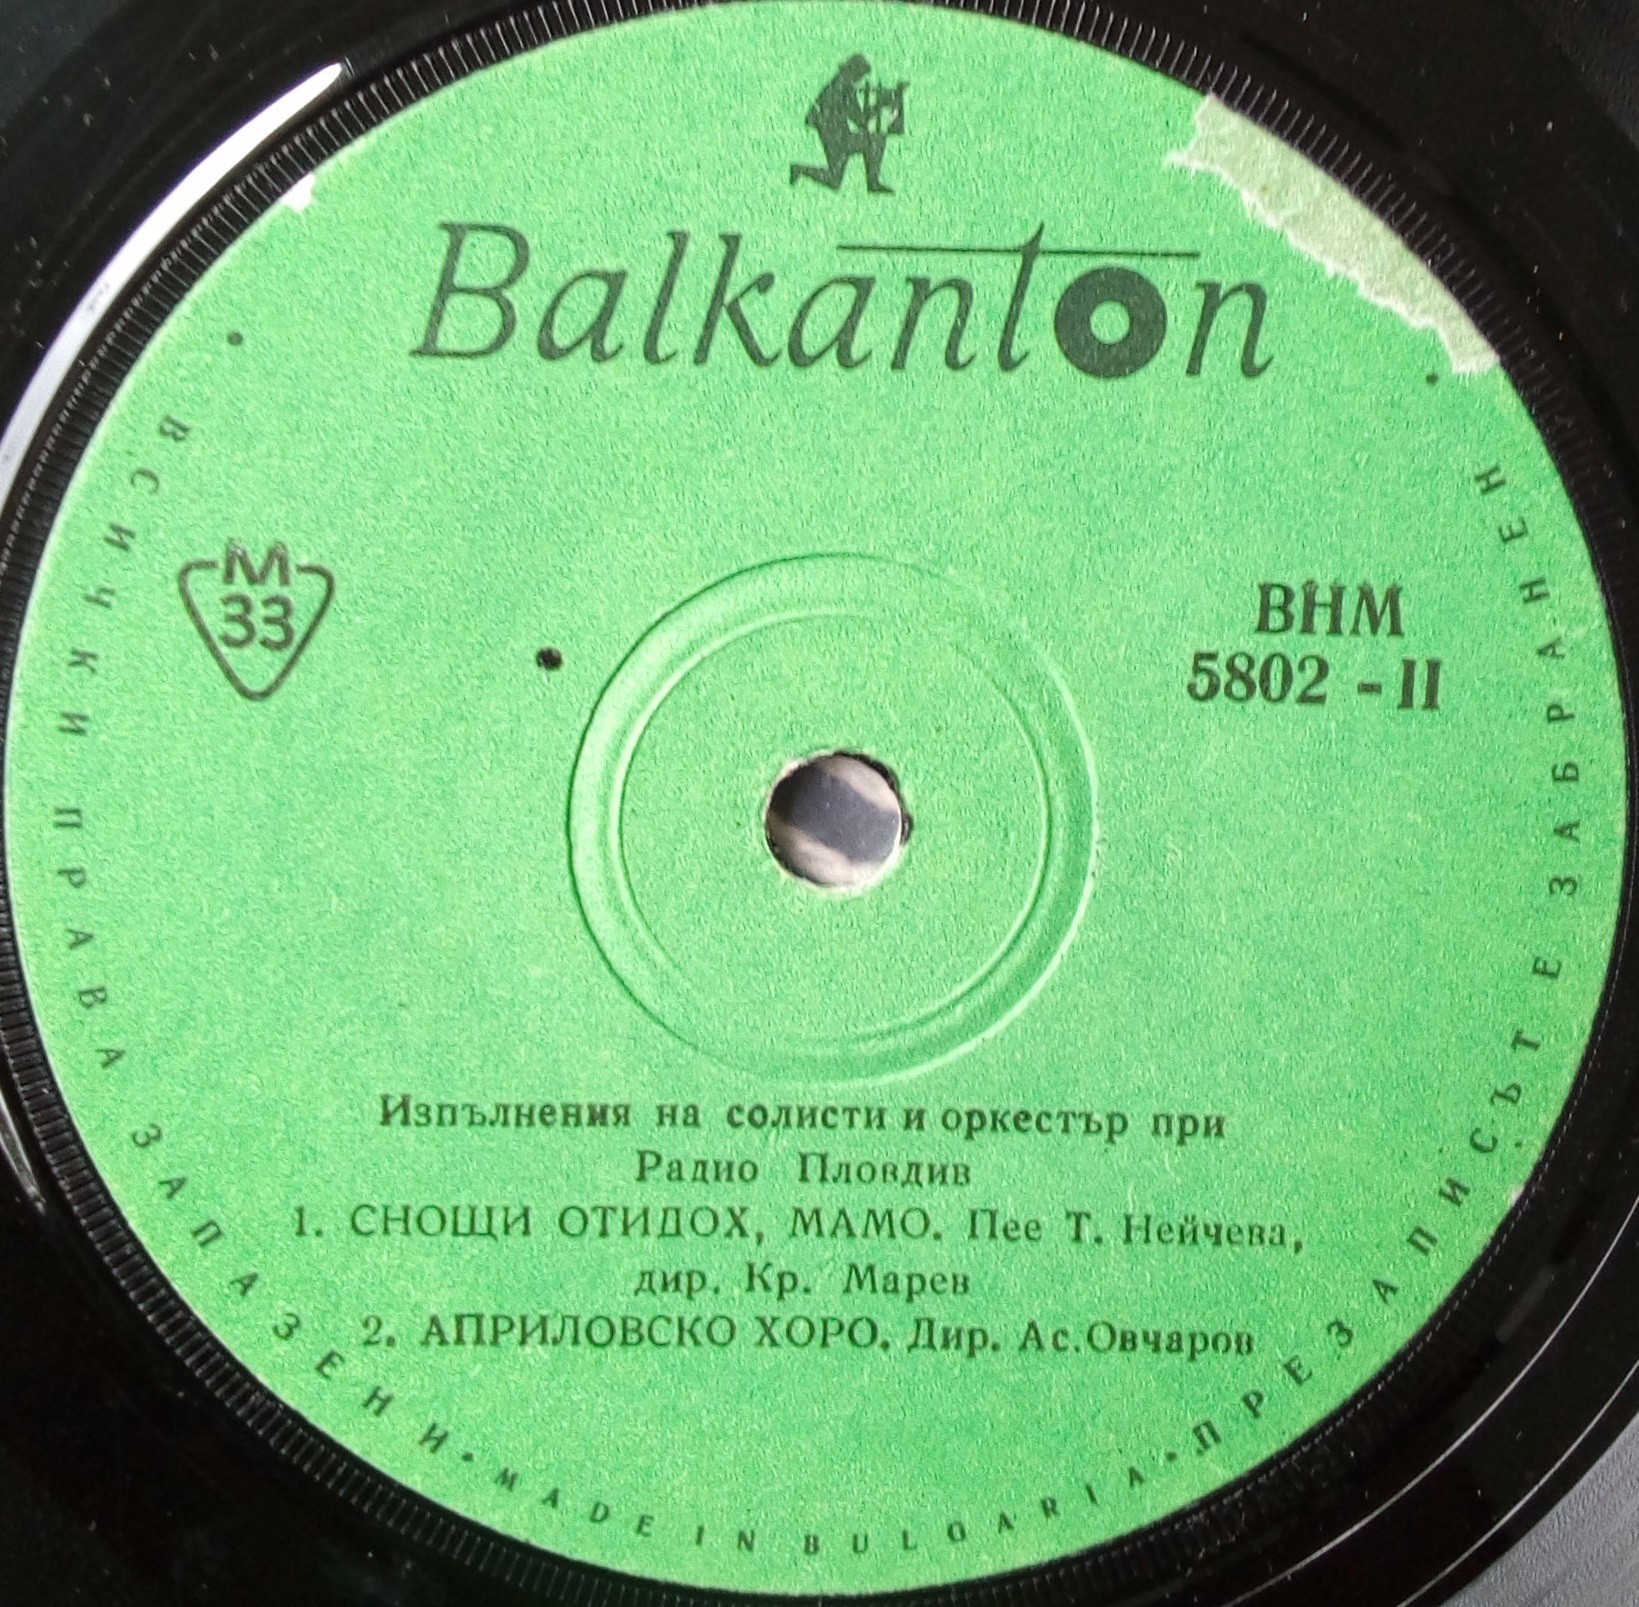 Balkanton
М
33
ВНМ
5802 - II
Изпълнения на солисти и оркестър при
Радио Пловдив
1. СНОЩИ ОТИДОХ, МАМО. Пее Т. Нейчева,
дир. Кр. Марев
2. АПРИЛОВСКО ХОРО. Дир. Ас. Овчаров
• ВСИЧКИ ПРАВА ЗАПАЗЕНИ • MADE IN BULGARIA • ПРЕЗАПИСЪТ Е ЗАБРАНЕН •